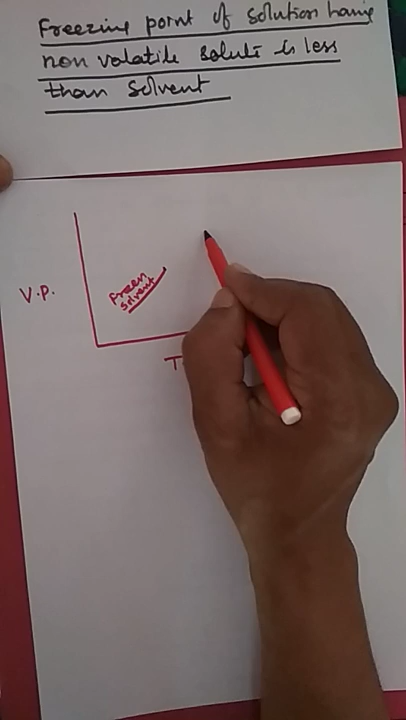 Freezing point of solution having
non volatile solute is less
than solvent
V.P.
Frozen
solvent
T